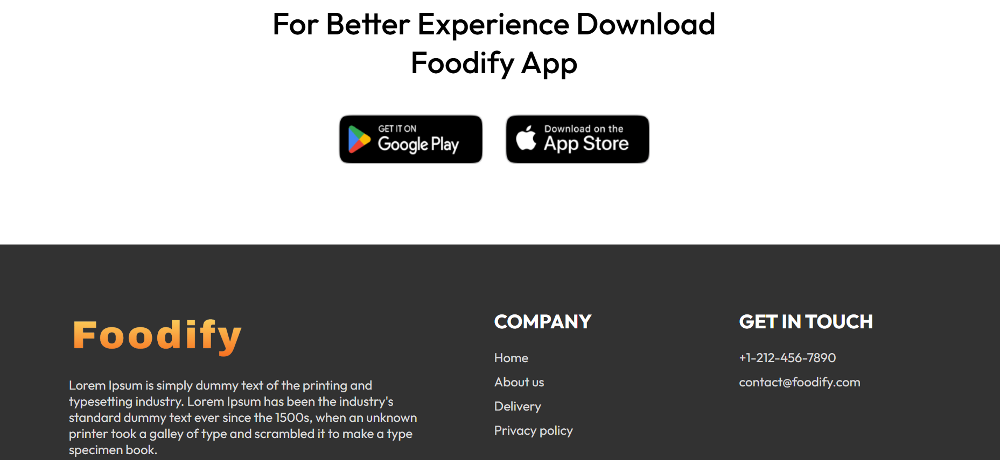 For Better Experience Download
Foodify App
GET IT ON
Google Play
Download on the
App Store
Foodify
Lorem Ipsum is simply dummy text of the printing and
typesetting industry. Lorem Ipsum has been the industry's
standard dummy text ever since the 1500s, when an unknown
printer took a galley of type and scrambled it to make a type
specimen book.
COMPANY
Home
About us
Delivery
Privacy policy
GET IN TOUCH
+1-212-456-7890
contact@foodify.com